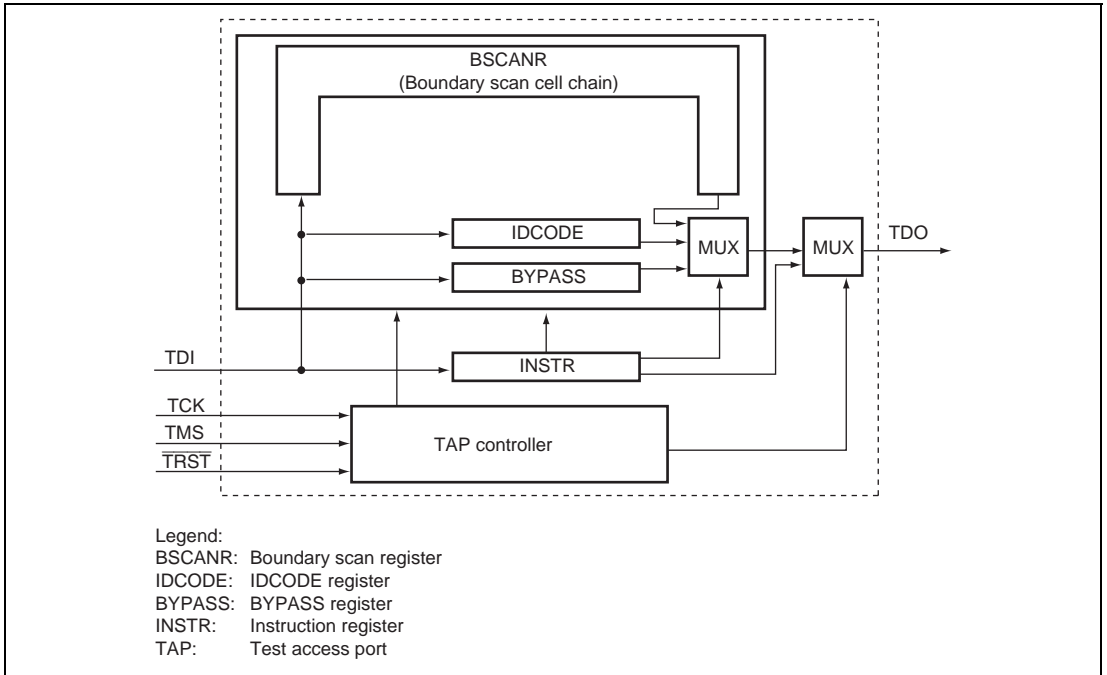 BSCANR
(Boundary scan cell chain)
IDCODE
MUX
MUX
TDO
BYPASS
TDI
INSTR
TCK
TMS
TRST
TAP controller
Legend:
BSCANR: Boundary scan register
IDCODE: IDCODE register
BYPASS: BYPASS register
INSTR: Instruction register
TAP: Test access port